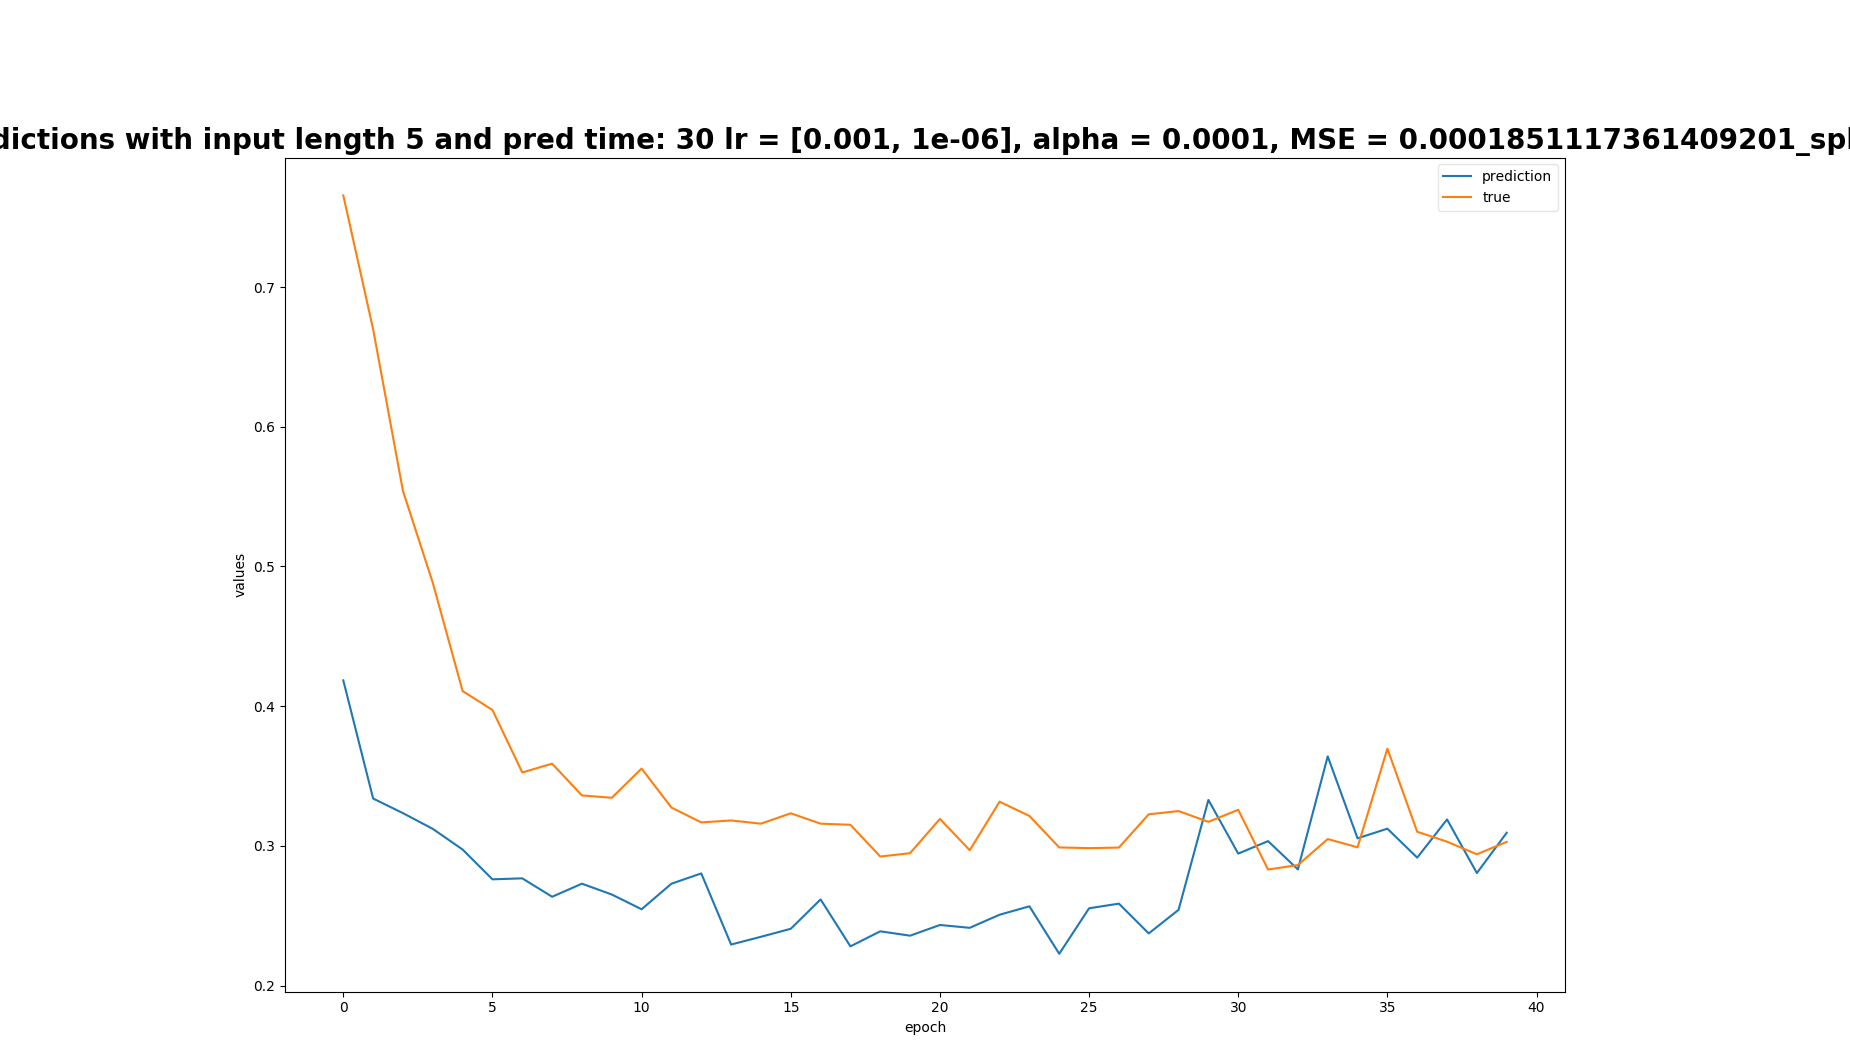 dictions with input length 5 and pred time: 30 lr = [0.001, 1e-06], alpha = 0.0001, MSE = 0.0001851117361409201_spl
prediction
true
0.7
0.6
0.5
0.4
0.3
0.2
values
0 5 10 15 20 25 30 35 40
epoch